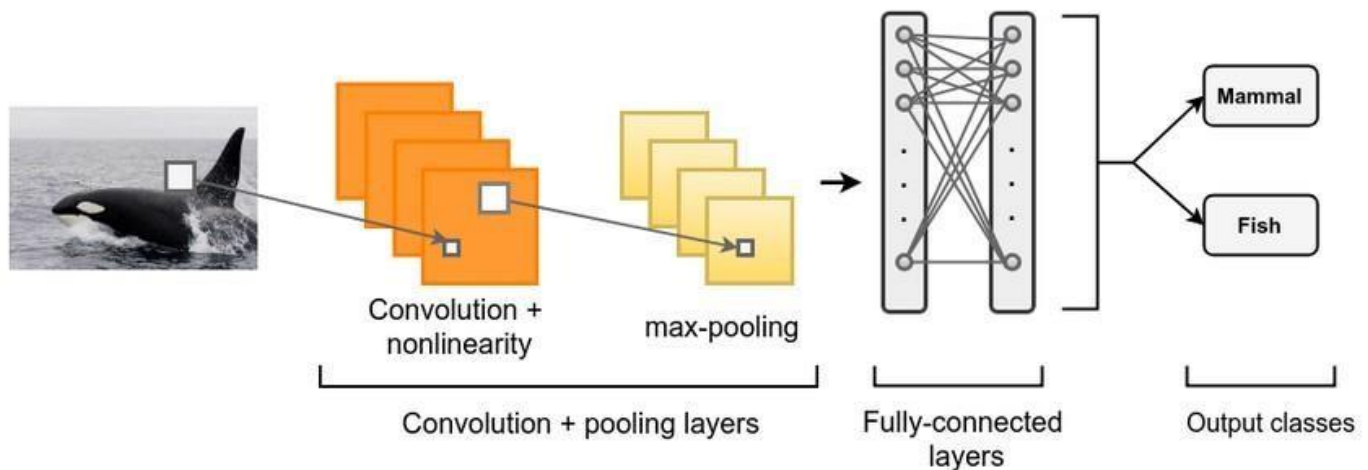 Mammal
Fish
Convolution +
nonlinearity
max-pooling
Convolution + pooling layers
Fully-connected
layers
Output classes